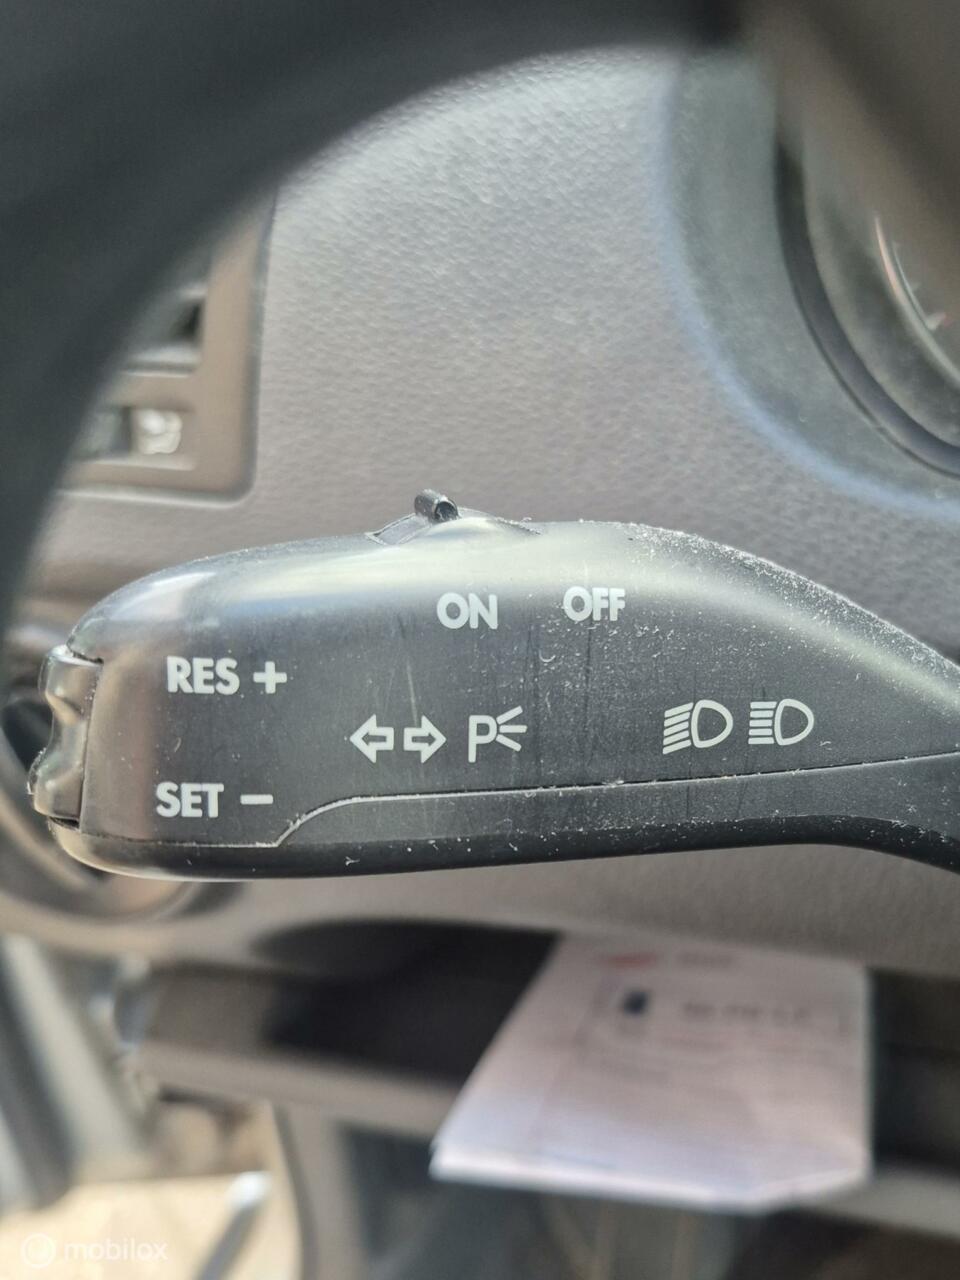 ON OFF
RES +
P
SET −
mobilox